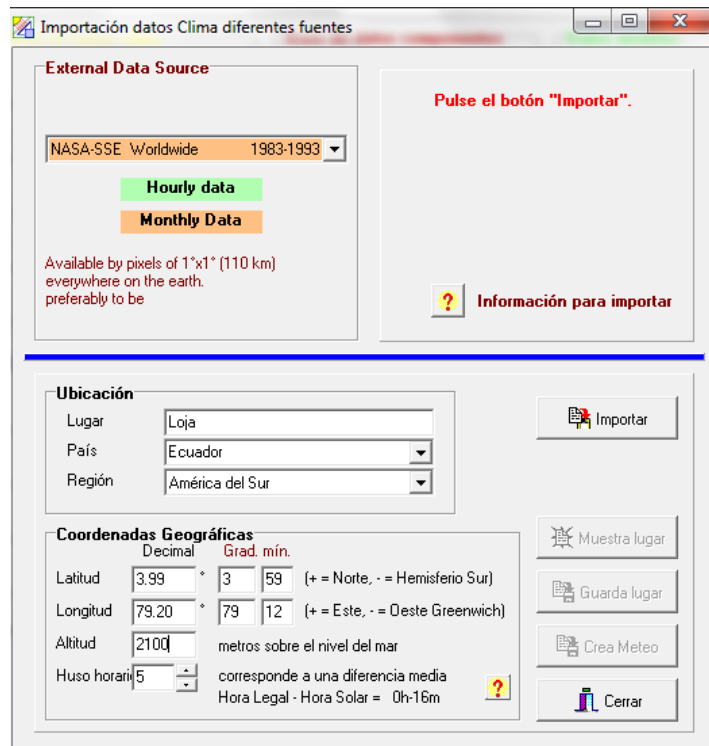 Importación datos Clima diferentes fuentes
External Data Source
Pulse el botón "Importar".
NASA-SSE Worldwide 1983-1993
Hourly data
Monthly Data
Available by pixels of 1°x1° (110 km)
everywhere on the earth.
preferably to be
? Información para importar
Ubicación
Lugar Loja
País Ecuador
Región América del Sur
Importar
Coordenadas Geográficas
Decimal Grad. mín.
Latitud 3.99 ° 3 59 (+ = Norte, - = Hemisferio Sur)
Longitud 79.20 ° 79 12 (+ = Este, - = Oeste Greenwich)
Altitud 2100 metros sobre el nivel del mar
Huso horari 5 corresponde a una diferencia media
Hora Legal - Hora Solar = 0h-16m ?
Muestra lugar
Guarda lugar
Crea Meteo
Cerrar